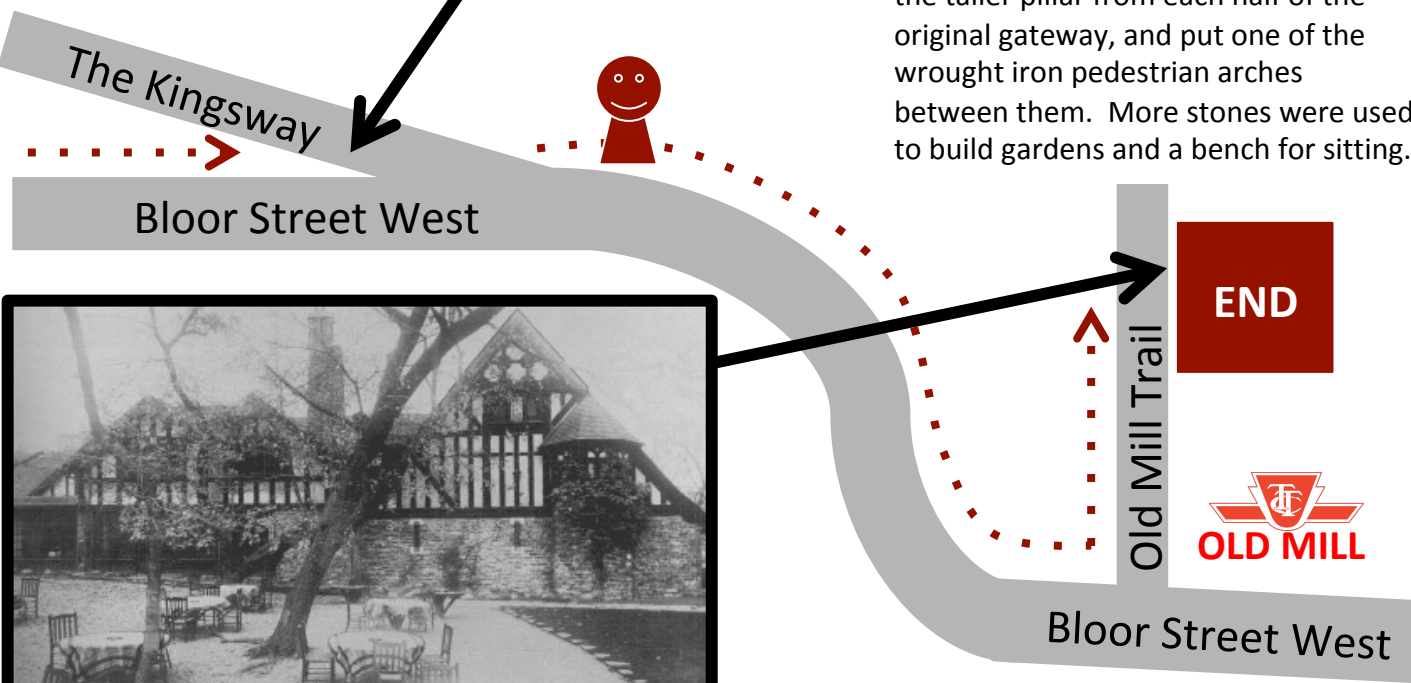 the taller pillar from each half of the
original gateway, and put one of the
wrought iron pedestrian arches
between them.  More stones were used
to build gardens and a bench for sitting.
The Kingsway
Bloor Street West
END
Old Mill Trail
TTC
OLD MILL
Bloor Street West